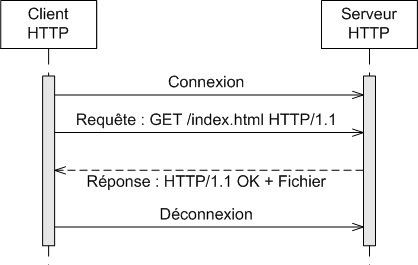 Client
HTTP
Serveur
HTTP
Connexion
Requête : GET /index.html HTTP/1.1
Réponse : HTTP/1.1 OK + Fichier
Déconnexion